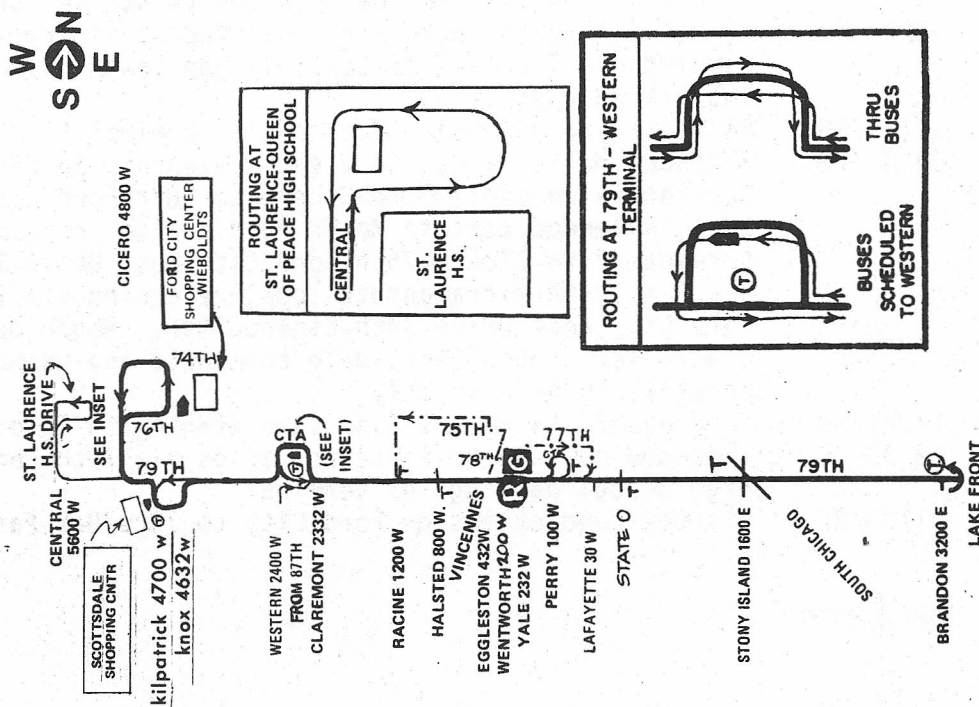 W
S N
E
CICERO 4800 W
FORD CITY
SHOPPING CENTER
WIEBOLDTS
ROUTING AT
ST. LAURENCE-QUEEN
OF PEACE HIGH SCHOOL
CENTRAL
ST.
LAURENCE
H.S.
ROUTING AT 79TH - WESTERN
TERMINAL
T
BUSES
SCHEDULED
TO WESTERN
THRU
BUSES
ST. LAURENCE
H.S. DRIVE
SEE INSET
74TH
76TH
79TH
CENTRAL
5600 W
SCOTTSDALE
SHOPPING CNTR
kilpatrick 4700 w
knox 4632w
CTA
(SEE
INSET)
T
WESTERN 2400 W
FROM 87TH
CLAREMONT 2332 W
75TH
78TH
77TH
RACINE 1200 W
T
HALSTED 800 W.
T
VINCENNES
EGGLESTON 432W
WENTWORTH 200 W
YALE 232 W
R G
PERRY 100 W
LAFAYETTE 30 W
T
STATE 0
T
STONY ISLAND 1600 E
T
79TH
SOUTH CHICAGO
BRANDON 3200 E
T
LAKE FRONT